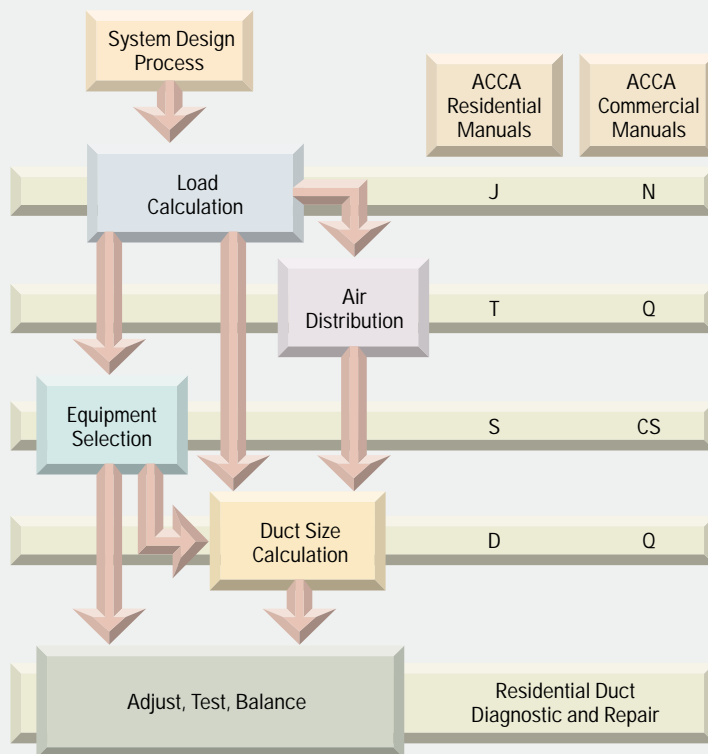 System Design
Process
ACCA
Residential
Manuals
ACCA
Commercial
Manuals
Load
Calculation
J
N
Air
Distribution
T
Q
Equipment
Selection
S
CS
Duct Size
Calculation
D
Q
Adjust, Test, Balance
Residential Duct
Diagnostic and Repair